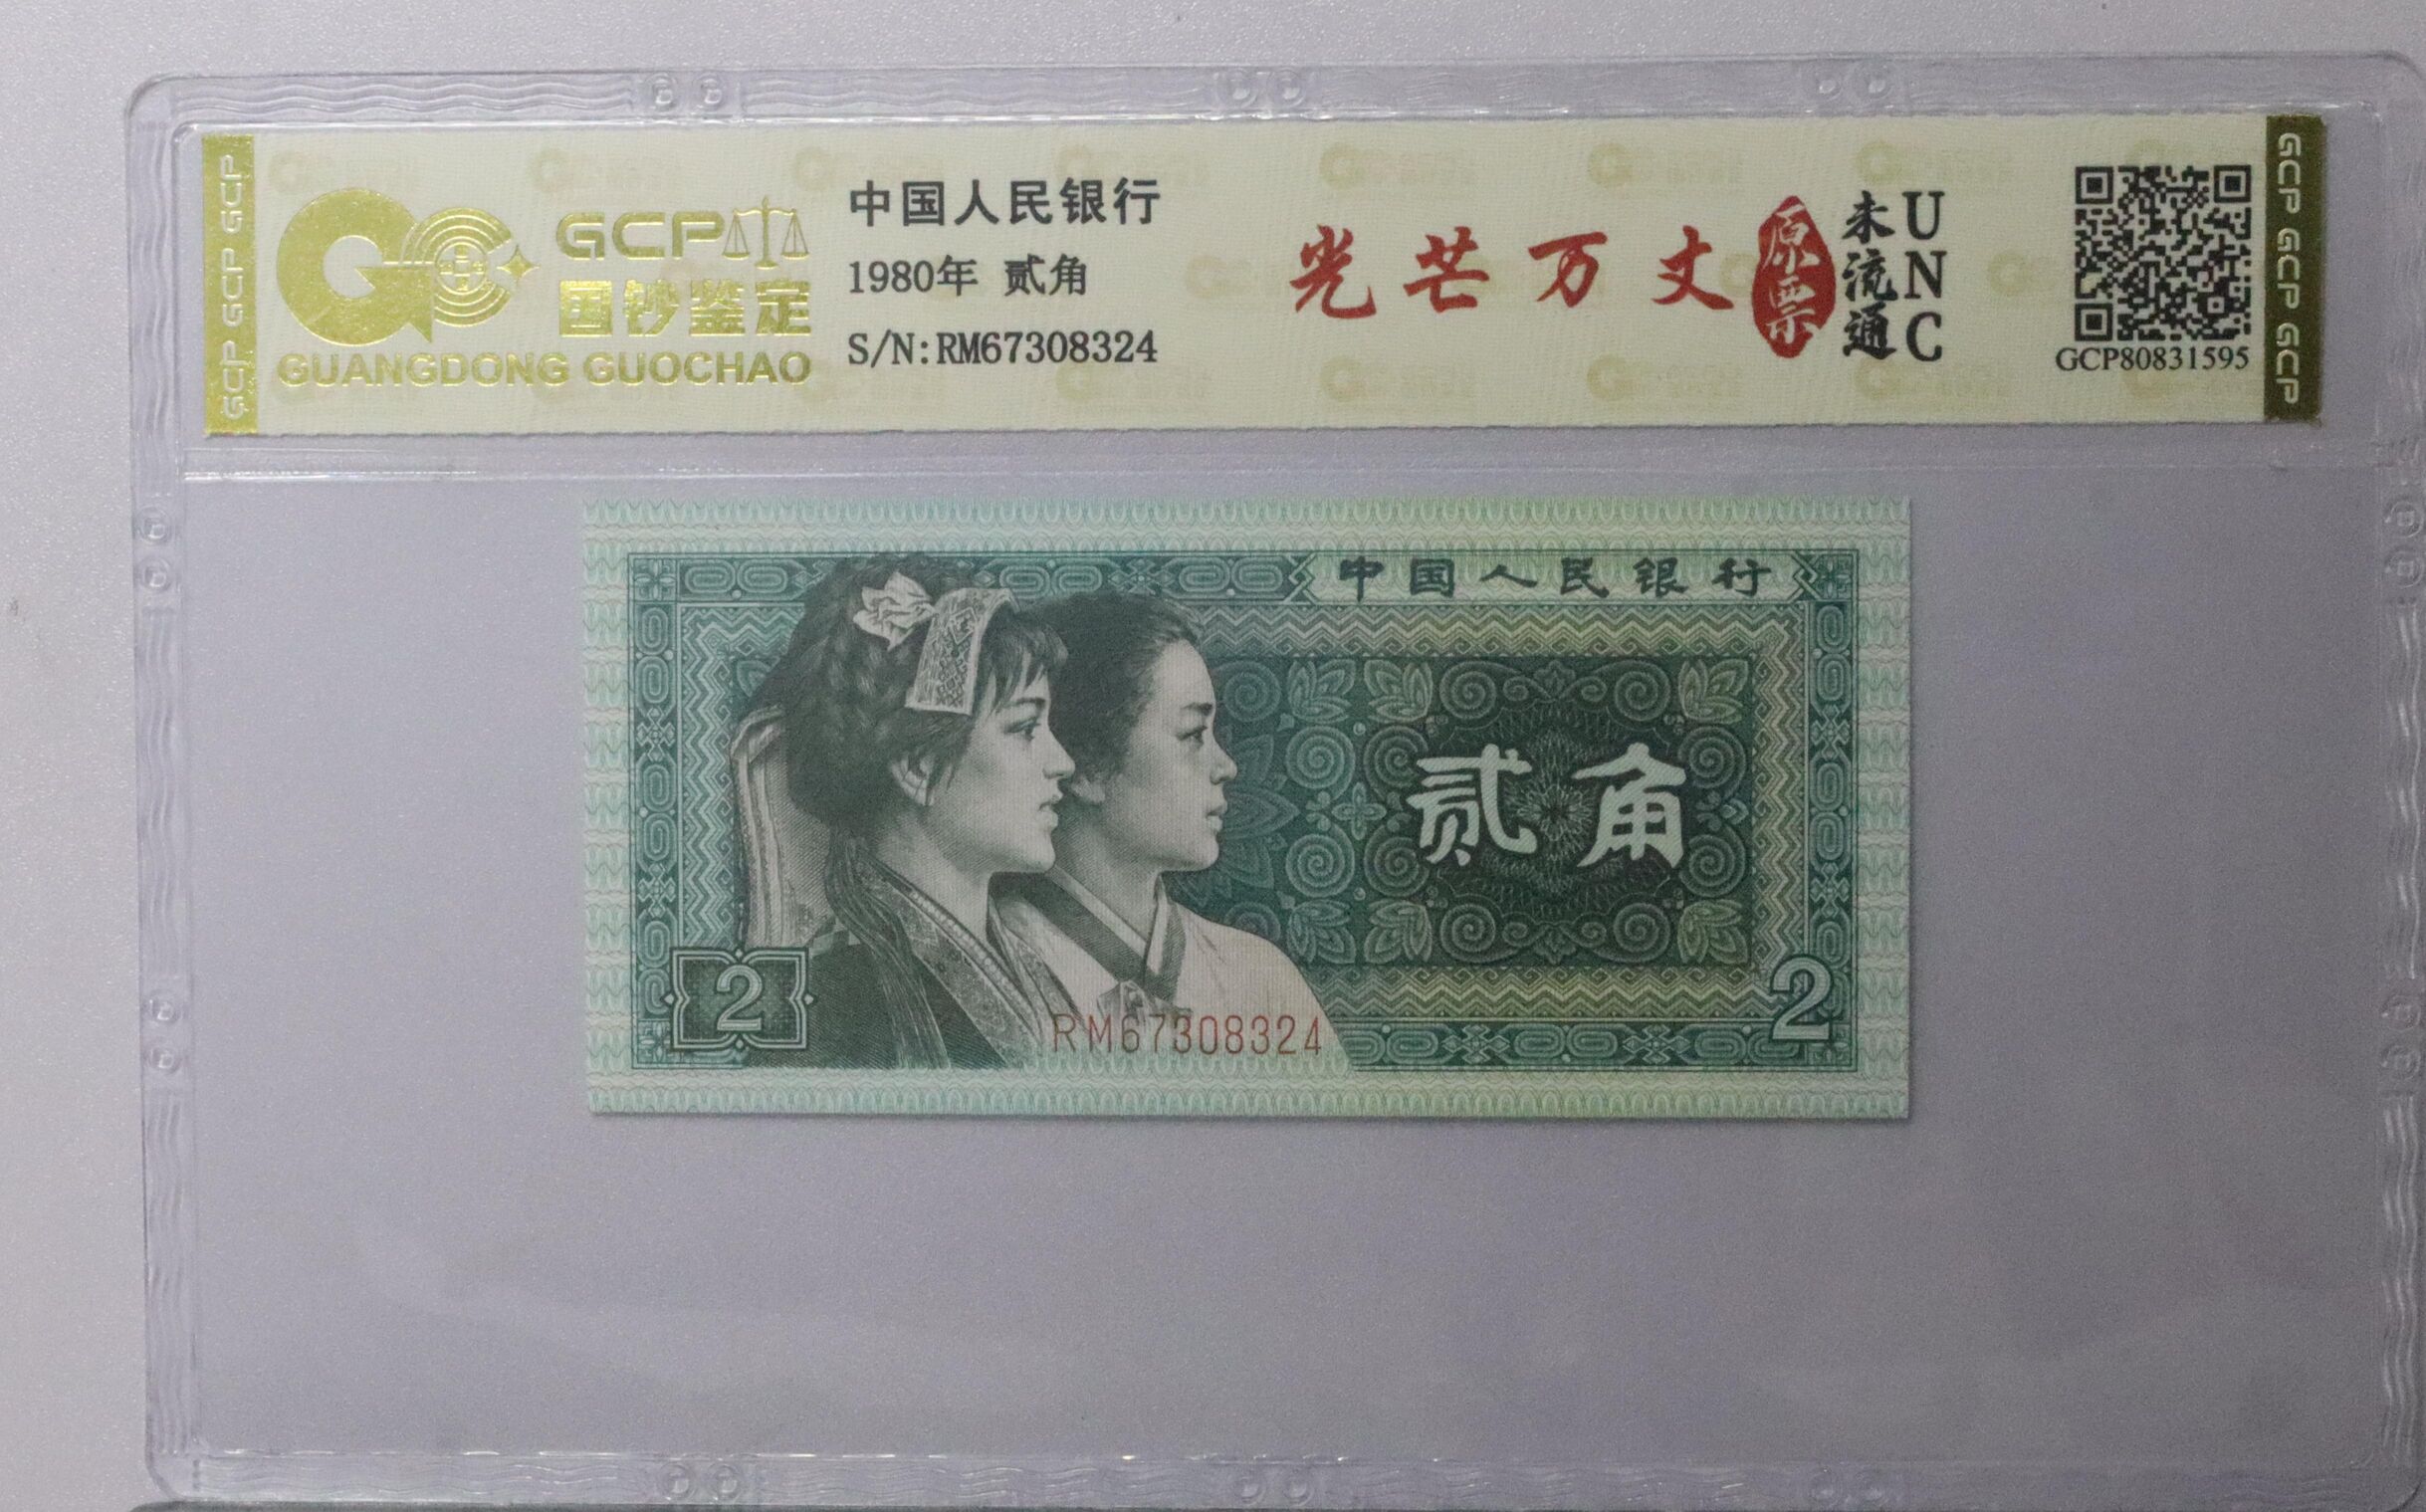 GCP GCP GCP
GCP
国钞鉴定
GUANGDONG GUOCHAO
中国人民银行
1980年 贰角
S/N:RM67308324
光芒万丈
原票
未流通
UNC
GCP80831595
GCP GCP GCP
中国人民银行
贰角
2
RM67308324
2